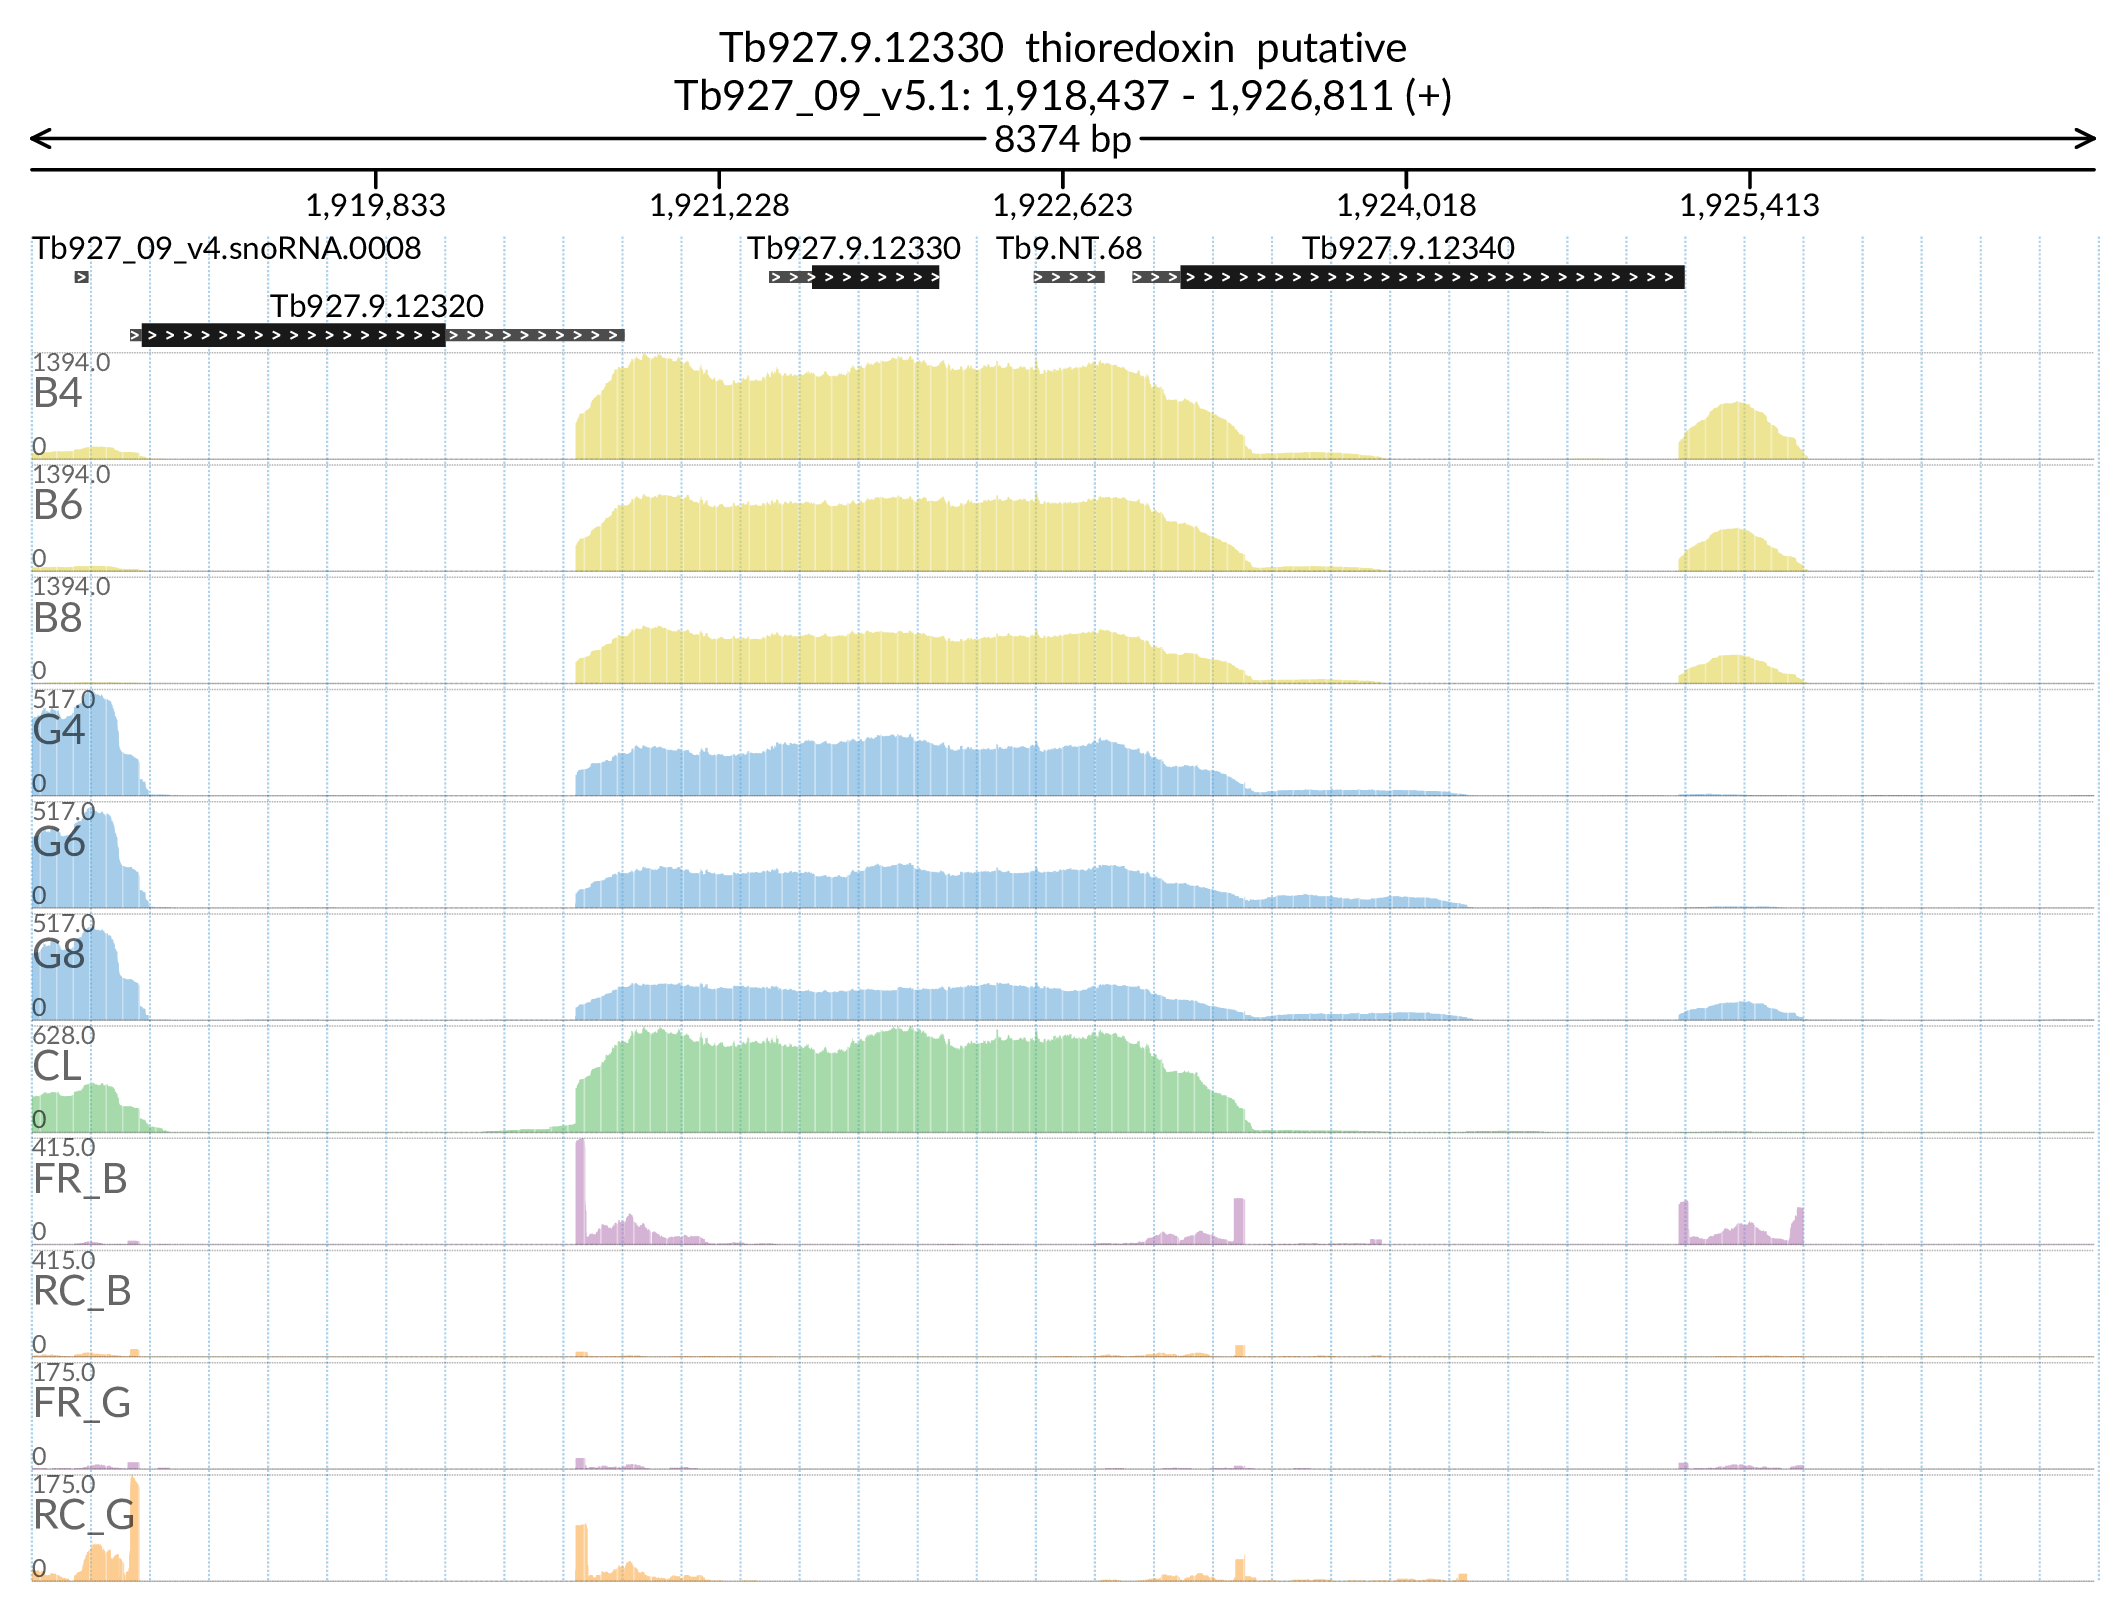 Tb927.9.12330 thioredoxin putative
Tb927_09_v5.1: 1,918,437 - 1,926,811 (+)
8374 bp
1,919,833 1,921,228 1,922,623 1,924,018 1,925,413
Tb927_09_v4.snoRNA.0008 Tb927.9.12330 Tb9.NT.68 Tb927.9.12340
Tb927.9.12320
1394.0
B4
0
1394.0
B6
0
1394.0
B8
0
517.0
G4
0
517.0
G6
0
517.0
G8
0
628.0
CL
0
415.0
FR_B
0
415.0
RC_B
0
175.0
FR_G
0
175.0
RC_G
0